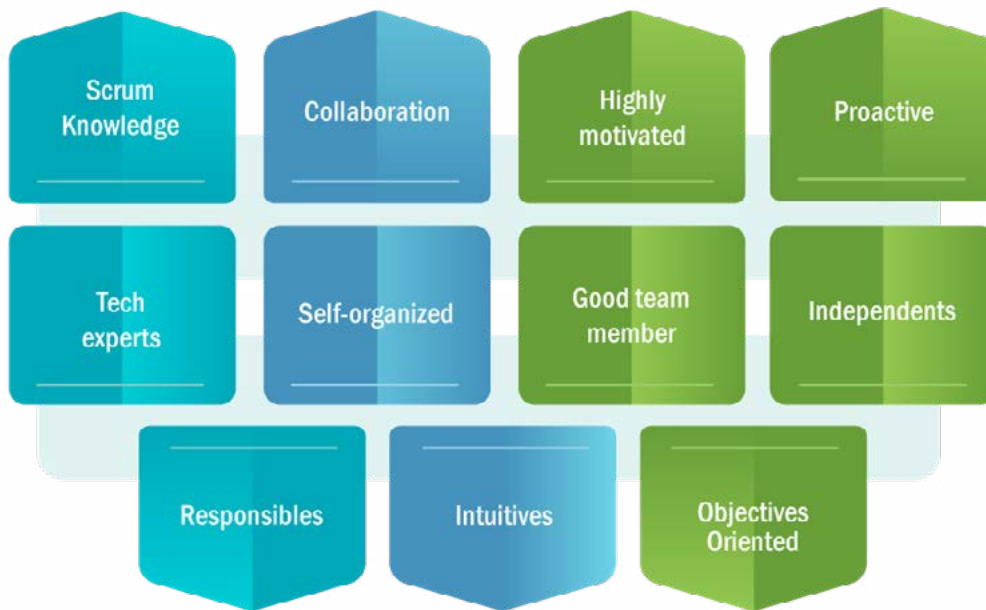 Scrum
Knowledge
Collaboration
Highly
motivated
Proactive
Tech
experts
Self-organized
Good team
member
Independents
Responsibles
Intuitives
Objectives
Oriented